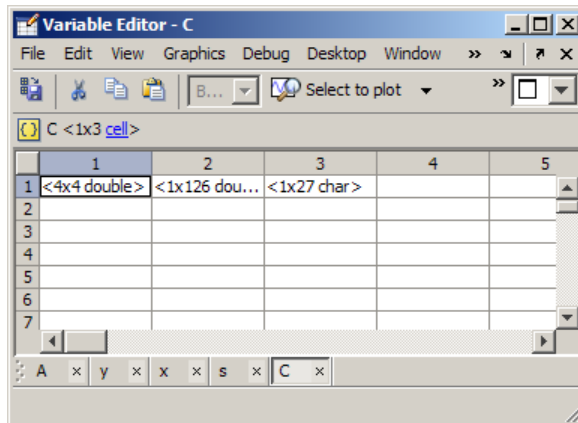 Variable Editor - C
File Edit View Graphics Debug Desktop Window »
B... Select to plot »
{} C <1x3 cell>
1 2 3 4 5
1 <4x4 double> <1x126 dou... <1x27 char>
2
3
4
5
6
7
A × y × x × s × C ×